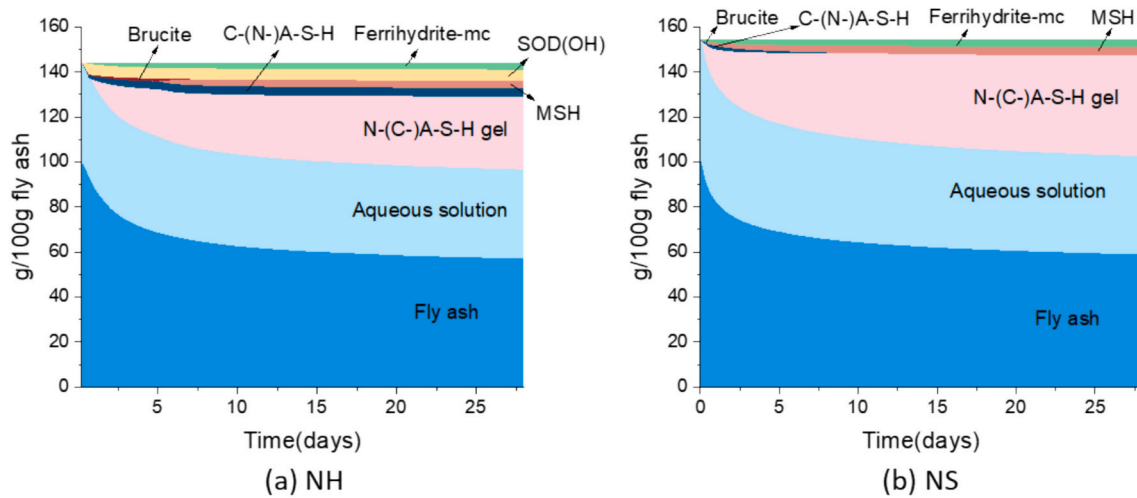 Brucite
C-(N-)A-S-H
Ferrihydrite-mc
SOD(OH)
MSH
N-(C-)A-S-H gel
Aqueous solution
Fly ash
g/100g fly ash
160
140
120
100
80
60
40
20
0
5
10
15
20
25
Time(days)
(a) NH
Brucite
C-(N-)A-S-H
Ferrihydrite-mc
MSH
N-(C-)A-S-H gel
Aqueous solution
Fly ash
g/100g fly ash
160
140
120
100
80
60
40
20
0
0
5
10
15
20
25
Time(days)
(b) NS